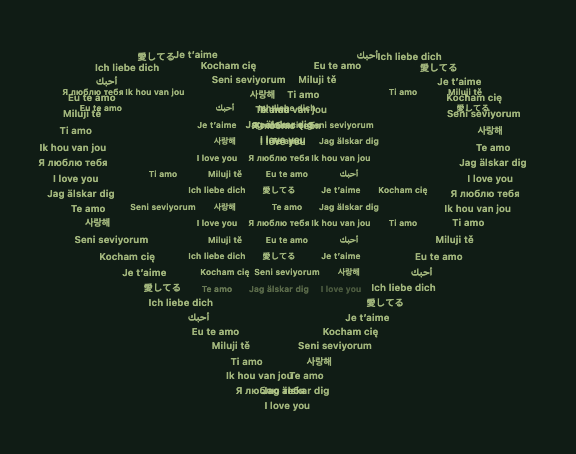 愛してる Je t'aime أحبك Ich liebe dich
Ich liebe dich Kocham cię Eu te amo 愛してる
أحبك Seni seviyorum Miluji tě Je t'aime
Я люблю тебя Ik hou van jou 사랑해 Ti amo Ti amo Miluji tě
Eu te amo Kocham cię
Eu te amo أحبك 愛してる
Miluji tě Seni seviyorum
Je t'aime Seni seviyorum
Ti amo 사랑해
사랑해 I love you Jag älskar dig
Ik hou van jou Te amo
I love you Я люблю тебя Ik hou van jou
Я люблю тебя Jag älskar dig
Ti amo Miluji tě Eu te amo أحبك
I love you I love you
Ich liebe dich 愛してる Je t'aime Kocham cię
Jag älskar dig Я люблю тебя
Te amo Seni seviyorum 사랑해 Te amo Jag älskar dig Ik hou van jou
사랑해 I love you Я люблю тебя Ik hou van jou Ti amo Ti amo
Seni seviyorum Miluji tě Eu te amo أحبك Miluji tě
Kocham cię Ich liebe dich 愛してる Je t'aime Eu te amo
Je t'aime Kocham cię Seni seviyorum 사랑해 أحبك
愛してる Te amo Jag älskar dig I love you Ich liebe dich
Ich liebe dich 愛してる
أحبك Je t'aime
Eu te amo Kocham cię
Miluji tě Seni seviyorum
Ti amo 사랑해
Ik hou van jou Te amo
Я люблю тебя Jag älskar dig
I love you